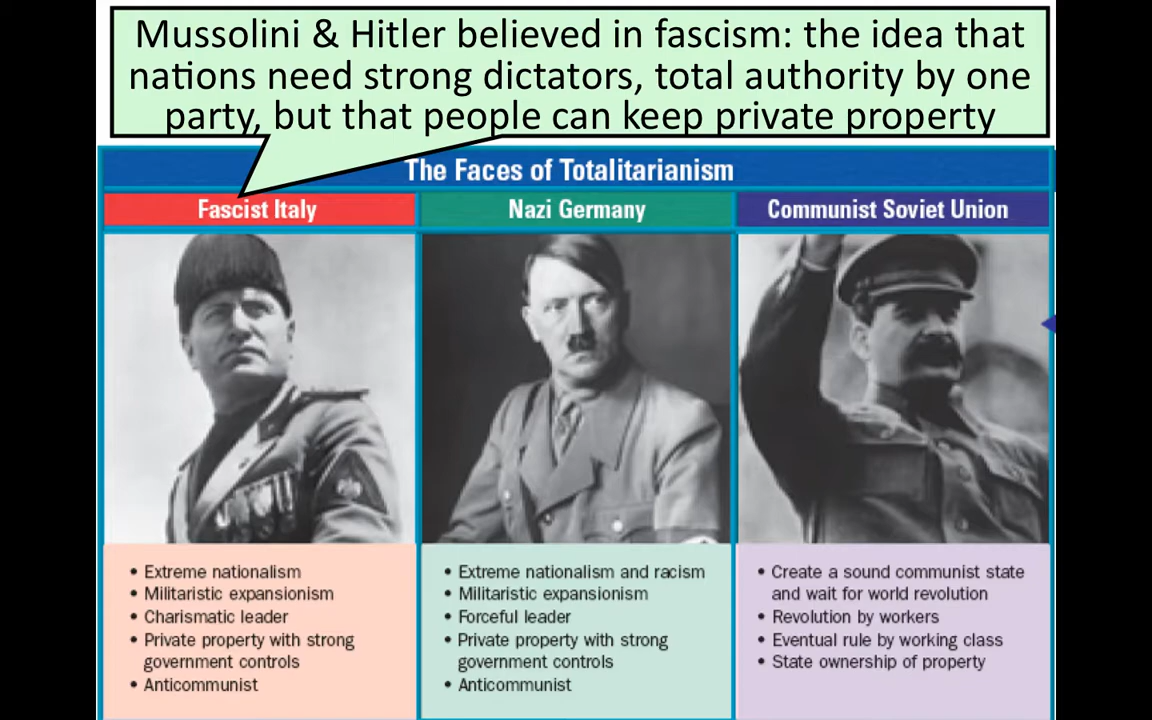 Mussolini & Hitler believed in fascism: the idea that
nations need strong dictators, total authority by one
party, but that people can keep private property
The Faces of Totalitarianism
Fascist Italy
Nazi Germany
Communist Soviet Union
• Extreme nationalism
• Militaristic expansionism
• Charismatic leader
• Private property with strong
government controls
• Anticommunist
• Extreme nationalism and racism
• Militaristic expansionism
• Forceful leader
• Private property with strong
government controls
• Anticommunist
• Create a sound communist state
and wait for world revolution
• Revolution by workers
• Eventual rule by working class
• State ownership of property